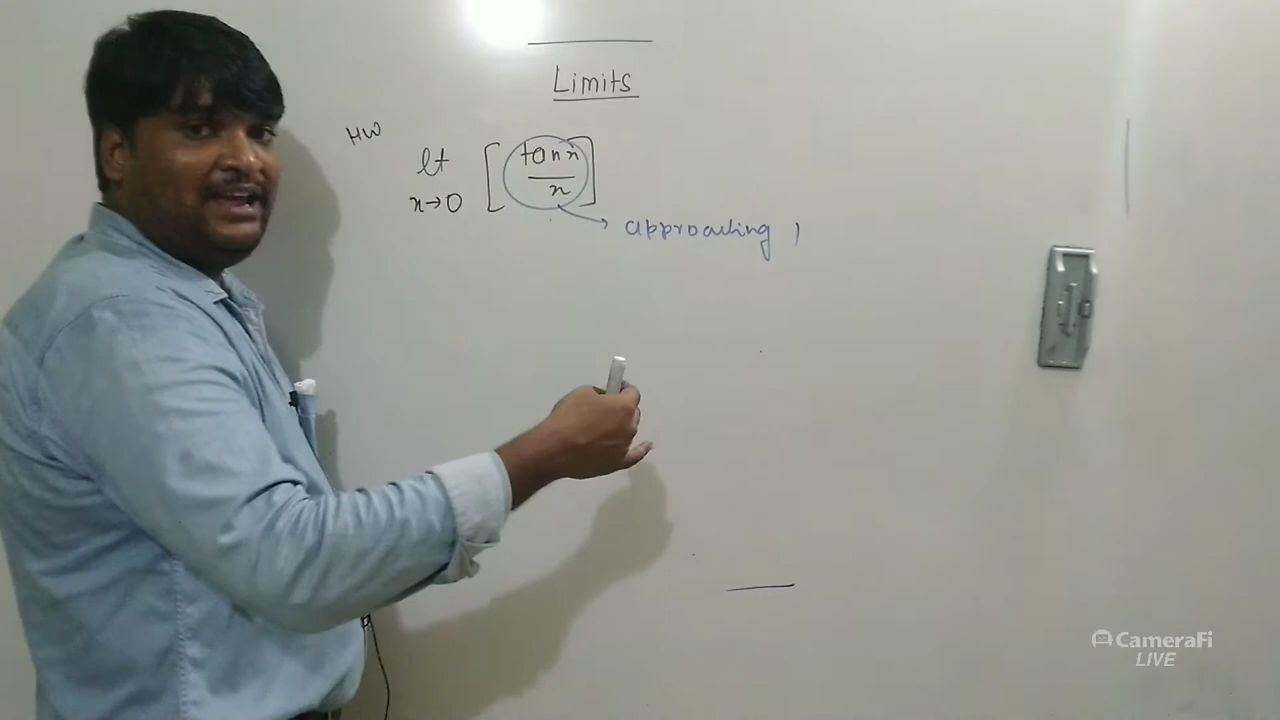 Limits
HW
lt
x→0 [tan x / x]
approaching 1
CameraFi
LIVE